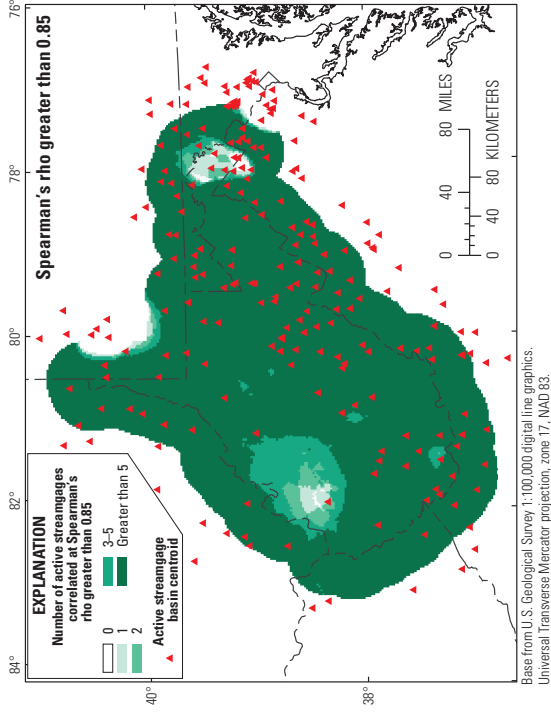 Spearman's rho greater than 0.85
EXPLANATION
Number of active streamgages
correlated at Spearman's
rho greater than 0.85
0
1
2
3–5
Greater than 5
Active streamgage
basin centroid
84°
82°
80°
78°
76°
40°
38°
0 40 80 MILES
0 40 80 KILOMETERS
Base from U.S. Geological Survey 1:100,000 digital line graphics.
Universal Transverse Mercator projection, zone 17, NAD 83.